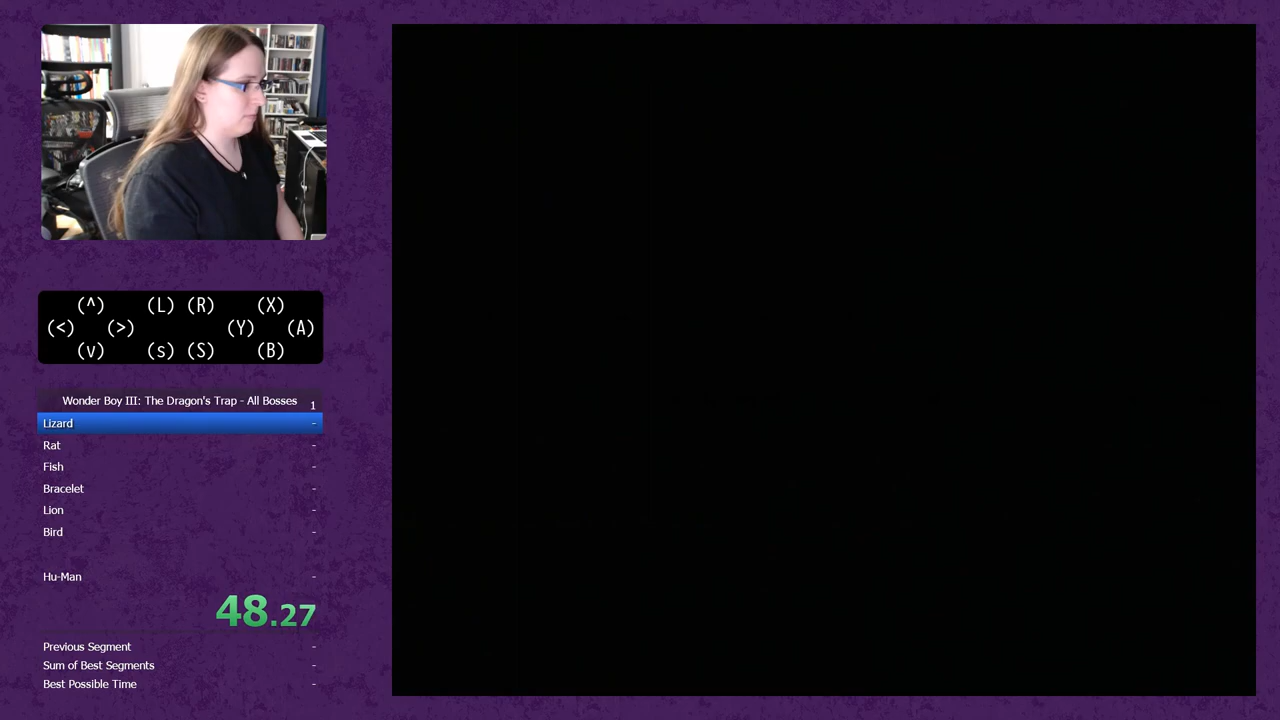 (^) (L) (R) (X)
(<) (>) (Y) (A)
(v) (s) (S) (B)
Wonder Boy III: The Dragon's Trap - All Bosses
1
Lizard -
Rat -
Fish -
Bracelet -
Lion -
Bird -
Hu-Man -
48.27
Previous Segment -
Sum of Best Segments -
Best Possible Time -